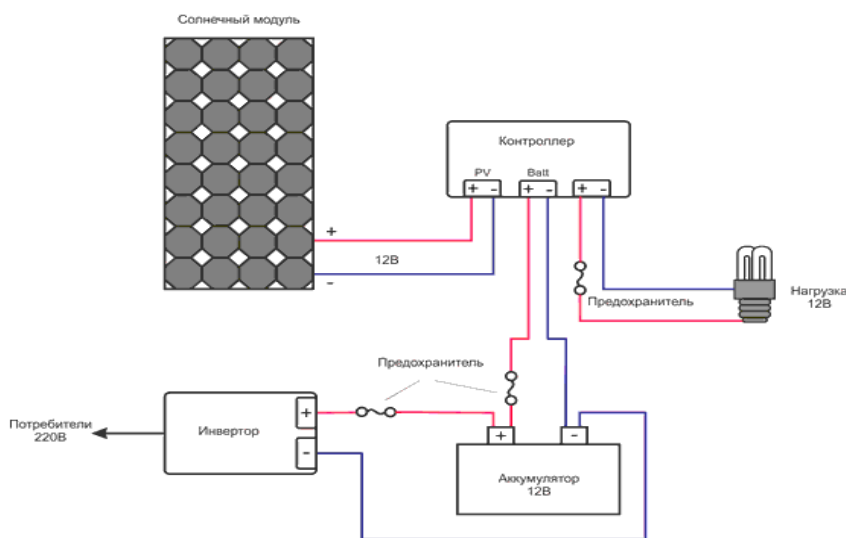 Солнечный модуль
Контроллер
PV
Batt
+ -
+ -
+ -
+
12В
-
Предохранитель
Нагрузка
12В
Предохранитель
Потребители
220В
Инвертор
+
-
+
-
Аккумулятор
12В